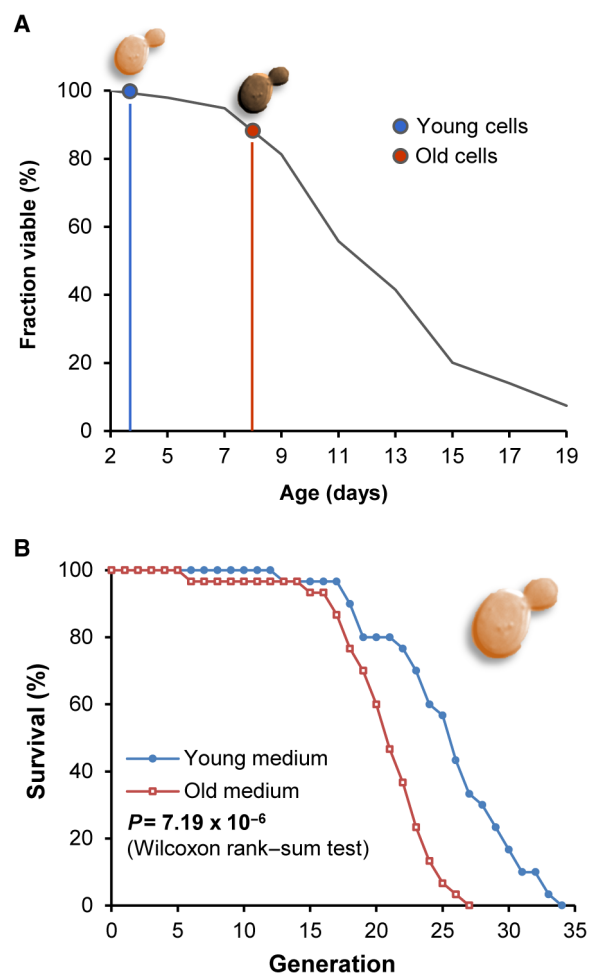 A
Fraction viable (%)
100
80
60
40
20
0
Young cells
Old cells
2 5 7 9 11 13 15 17 19
Age (days)
B
Survival (%)
100
80
60
40
20
0
Young medium
Old medium
P= 7.19 x 10⁻⁶
(Wilcoxon rank–sum test)
0 5 10 15 20 25 30 35
Generation